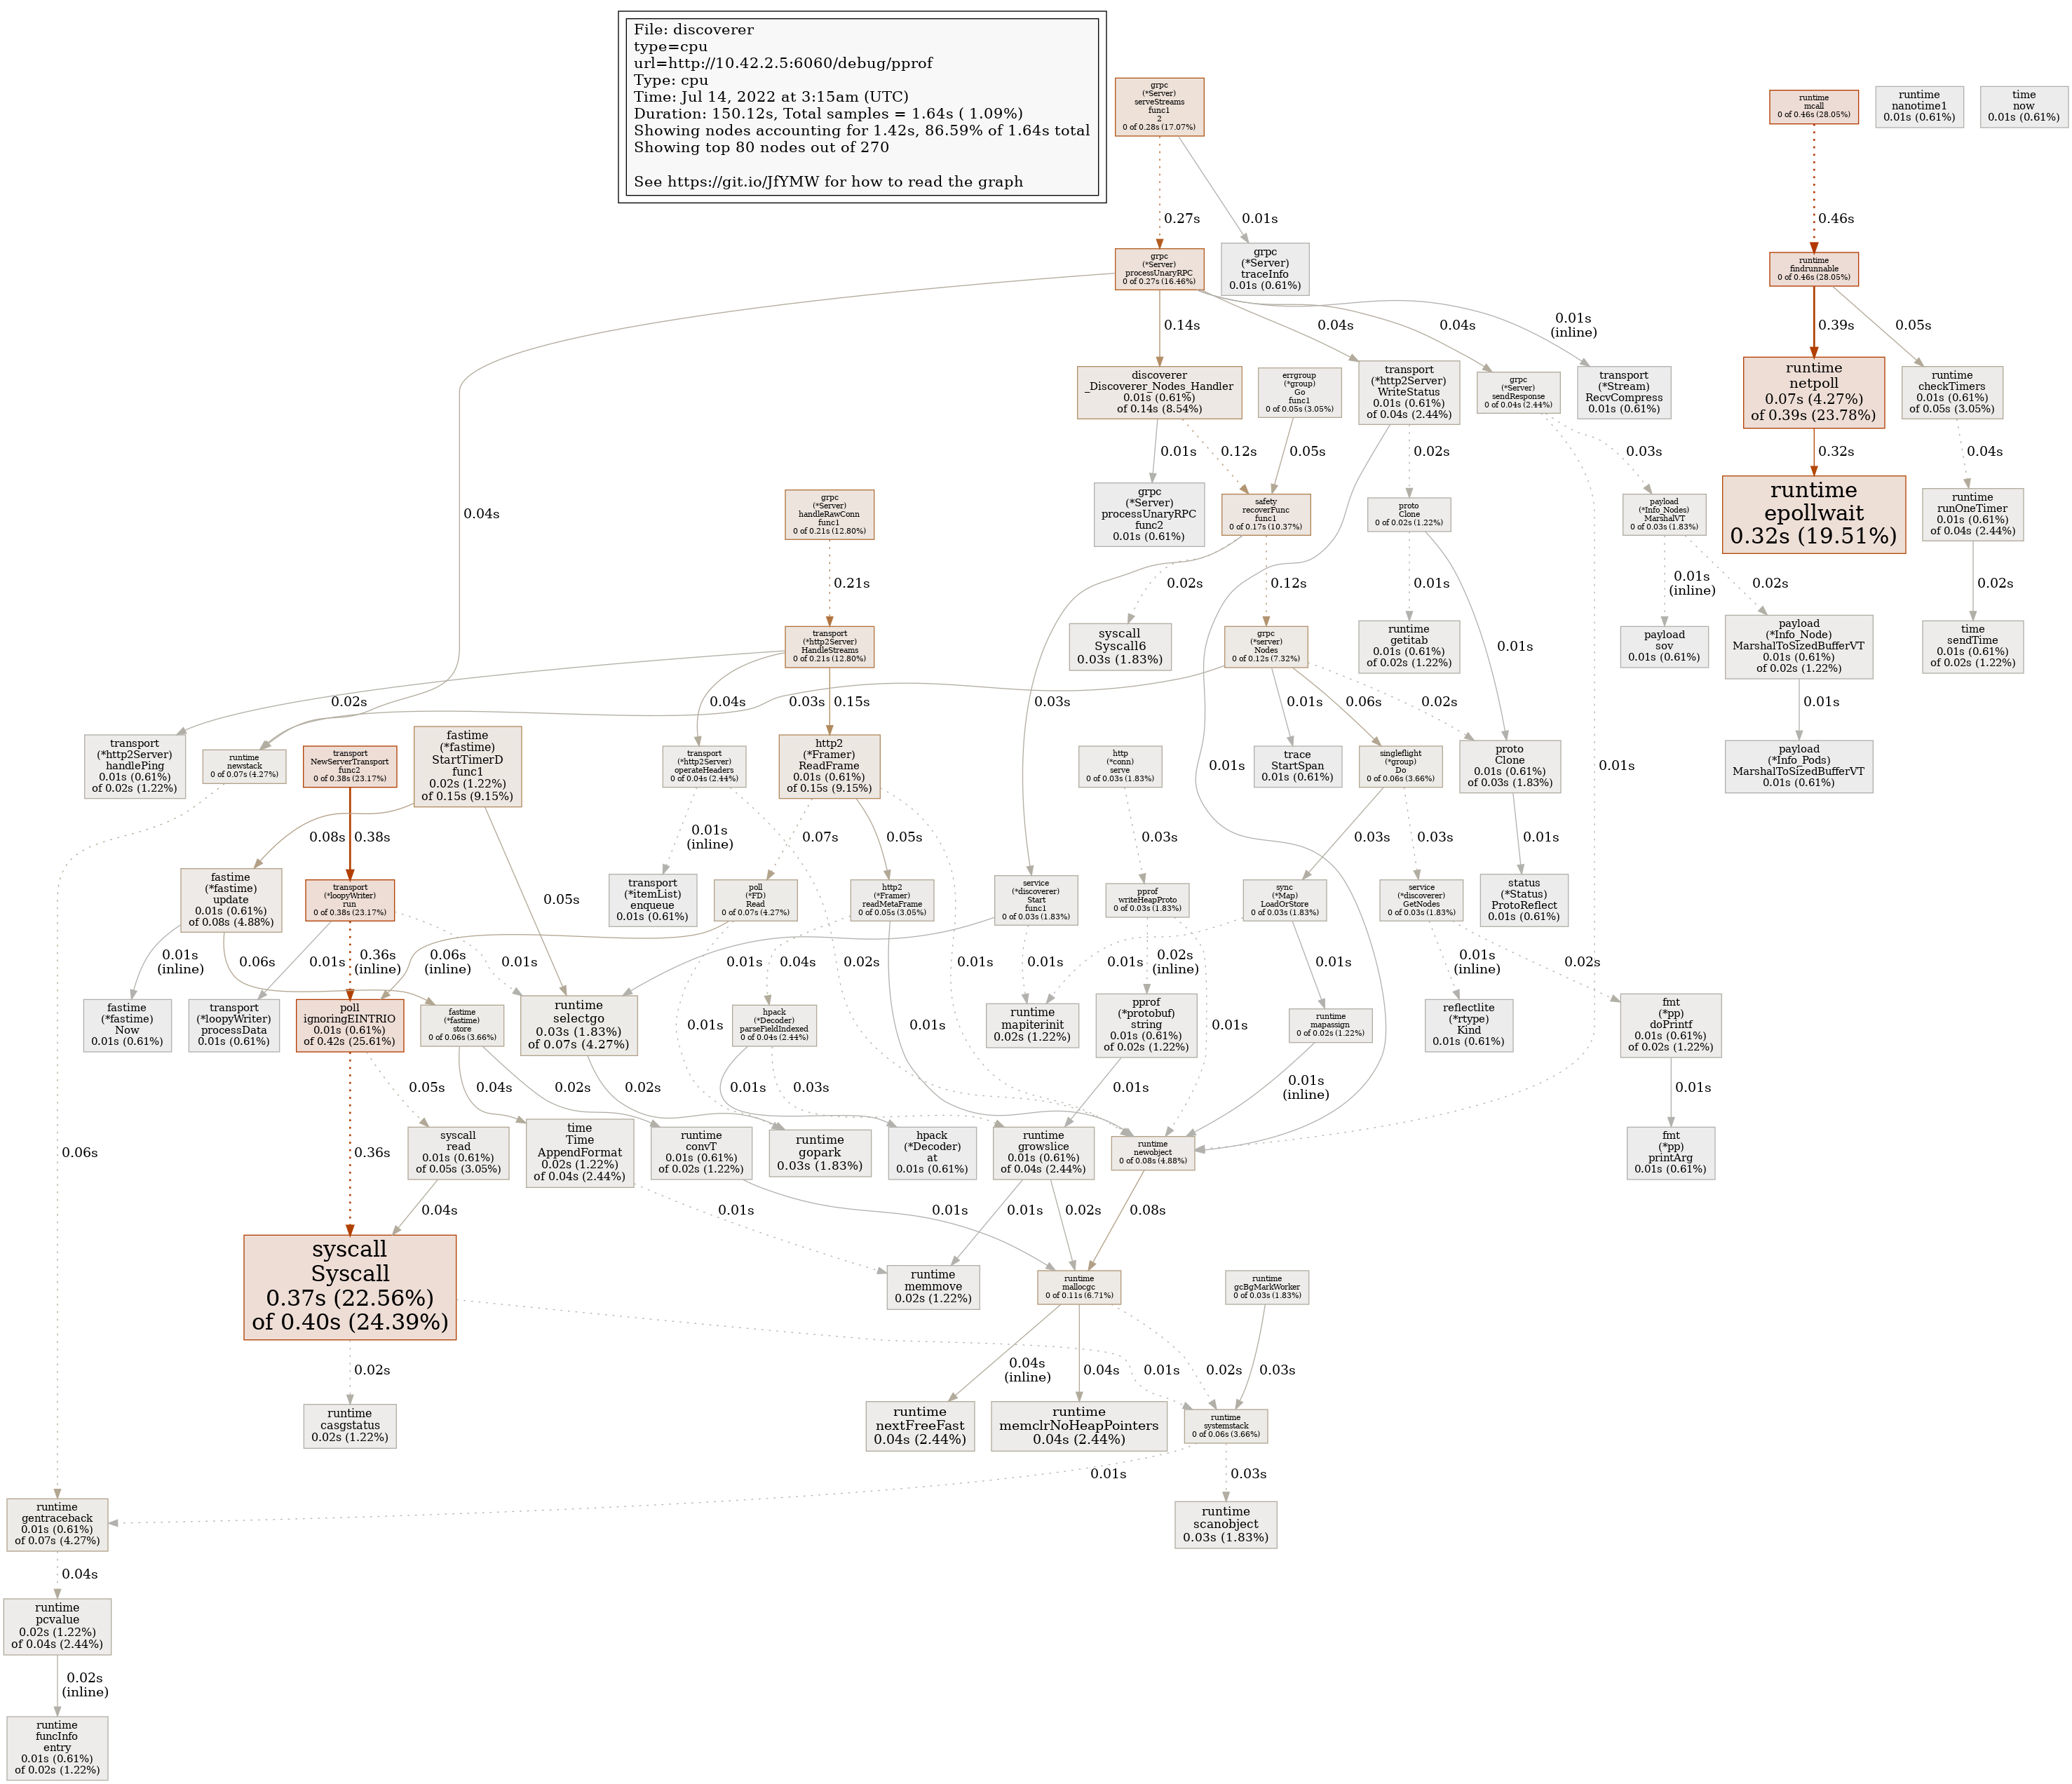 File: discoverer
type=cpu
url=http://10.42.2.5:6060/debug/pprof
Type: cpu
Time: Jul 14, 2022 at 3:15am (UTC)
Duration: 150.12s, Total samples = 1.64s ( 1.09%)
Showing nodes accounting for 1.42s, 86.59% of 1.64s total
Showing top 80 nodes out of 270
See https://git.io/JfYMW for how to read the graph
grpc
(*Server)
serveStreams
func1
2
0 of 0.28s (17.07%)
runtime
mcall
0 of 0.46s (28.05%)
runtime
nanotime1
0.01s (0.61%)
time
now
0.01s (0.61%)
0.27s
0.01s
0.46s
grpc
(*Server)
processUnaryRPC
0 of 0.27s (16.46%)
grpc
(*Server)
traceInfo
0.01s (0.61%)
runtime
findrunnable
0 of 0.46s (28.05%)
0.04s
0.14s
0.04s
0.04s
0.01s
(inline)
0.39s
0.05s
discoverer
_Discoverer_Nodes_Handler
0.01s (0.61%)
of 0.14s (8.54%)
errgroup
(*group)
Go
func1
0 of 0.05s (3.05%)
transport
(*http2Server)
WriteStatus
0.01s (0.61%)
of 0.04s (2.44%)
grpc
(*Server)
sendResponse
0 of 0.04s (2.44%)
transport
(*Stream)
RecvCompress
0.01s (0.61%)
runtime
netpoll
0.07s (4.27%)
of 0.39s (23.78%)
runtime
checkTimers
0.01s (0.61%)
of 0.05s (3.05%)
0.01s
0.12s
0.05s
0.02s
0.03s
0.32s
0.04s
grpc
(*Server)
handleRawConn
func1
0 of 0.21s (12.80%)
grpc
(*Server)
processUnaryRPC
func2
0.01s (0.61%)
safety
recoverFunc
func1
0 of 0.17s (10.37%)
proto
Clone
0 of 0.02s (1.22%)
payload
(*Info_Nodes)
MarshalVT
0 of 0.03s (1.83%)
runtime
epollwait
0.32s (19.51%)
runtime
runOneTimer
0.01s (0.61%)
of 0.04s (2.44%)
0.21s
0.02s
0.12s
0.01s
0.01s
0.01s
(inline)
0.02s
0.02s
transport
(*http2Server)
HandleStreams
0 of 0.21s (12.80%)
syscall
Syscall6
0.03s (1.83%)
grpc
(*server)
Nodes
0 of 0.12s (7.32%)
runtime
getitab
0.01s (0.61%)
of 0.02s (1.22%)
payload
sov
0.01s (0.61%)
payload
(*Info_Node)
MarshalToSizedBufferVT
0.01s (0.61%)
of 0.02s (1.22%)
time
sendTime
0.01s (0.61%)
of 0.02s (1.22%)
0.02s
0.04s
0.03s
0.15s
0.03s
0.01s
0.06s
0.02s
0.01s
transport
(*http2Server)
handlePing
0.01s (0.61%)
of 0.02s (1.22%)
runtime
newstack
0 of 0.07s (4.27%)
transport
NewServerTransport
func2
0 of 0.38s (23.17%)
fastime
(*fastime)
StartTimerD
func1
0.02s (1.22%)
of 0.15s (9.15%)
transport
(*http2Server)
operateHeaders
0 of 0.04s (2.44%)
http2
(*Framer)
ReadFrame
0.01s (0.61%)
of 0.15s (9.15%)
http
(*conn)
serve
0 of 0.03s (1.83%)
0.01s
trace
StartSpan
0.01s (0.61%)
singleflight
(*group)
Do
0 of 0.06s (3.66%)
proto
Clone
0.01s (0.61%)
of 0.03s (1.83%)
0.01s
payload
(*Info_Pods)
MarshalToSizedBufferVT
0.01s (0.61%)
0.08s
0.38s
0.05s
0.01s
(inline)
0.07s
0.05s
0.03s
0.03s
0.03s
0.01s
fastime
(*fastime)
update
0.01s (0.61%)
of 0.08s (4.88%)
transport
(*loopyWriter)
run
0 of 0.38s (23.17%)
transport
(*itemList)
enqueue
0.01s (0.61%)
poll
(*FD)
Read
0 of 0.07s (4.27%)
http2
(*Framer)
readMetaFrame
0 of 0.05s (3.05%)
service
(*discoverer)
Start
func1
0 of 0.03s (1.83%)
pprof
writeHeapProto
0 of 0.03s (1.83%)
sync
(*Map)
LoadOrStore
0 of 0.03s (1.83%)
service
(*discoverer)
GetNodes
0 of 0.03s (1.83%)
status
(*Status)
ProtoReflect
0.01s (0.61%)
0.01s
(inline)
0.06s
0.01s
0.36s
(inline)
0.06s
(inline)
0.01s
0.01s
0.04s
0.02s
0.01s
0.01s
0.02s
(inline)
0.01s
0.01s
0.01s
(inline)
0.02s
fastime
(*fastime)
Now
0.01s (0.61%)
transport
(*loopyWriter)
processData
0.01s (0.61%)
poll
ignoringEINTRIO
0.01s (0.61%)
of 0.42s (25.61%)
fastime
(*fastime)
store
0 of 0.06s (3.66%)
runtime
selectgo
0.03s (1.83%)
of 0.07s (4.27%)
0.01s
hpack
(*Decoder)
parseFieldIndexed
0 of 0.04s (2.44%)
0.01s
runtime
mapiterinit
0.02s (1.22%)
pprof
(*protobuf)
string
0.01s (0.61%)
of 0.02s (1.22%)
0.01s
runtime
mapassign
0 of 0.02s (1.22%)
reflectlite
(*rtype)
Kind
0.01s (0.61%)
fmt
(*pp)
doPrintf
0.01s (0.61%)
of 0.02s (1.22%)
0.05s
0.04s
0.02s
0.02s
0.01s
0.03s
0.01s
0.01s
(inline)
0.01s
0.06s
0.36s
syscall
read
0.01s (0.61%)
of 0.05s (3.05%)
time
Time
AppendFormat
0.02s (1.22%)
of 0.04s (2.44%)
runtime
convT
0.01s (0.61%)
of 0.02s (1.22%)
runtime
gopark
0.03s (1.83%)
hpack
(*Decoder)
at
0.01s (0.61%)
runtime
growslice
0.01s (0.61%)
of 0.04s (2.44%)
runtime
newobject
0 of 0.08s (4.88%)
fmt
(*pp)
printArg
0.01s (0.61%)
0.04s
0.01s
0.01s
0.01s
0.02s
0.08s
syscall
Syscall
0.37s (22.56%)
of 0.40s (24.39%)
runtime
memmove
0.02s (1.22%)
runtime
mallocgc
0 of 0.11s (6.71%)
runtime
gcBgMarkWorker
0 of 0.03s (1.83%)
0.02s
0.04s
(inline)
0.04s
0.01s
0.02s
0.03s
runtime
casgstatus
0.02s (1.22%)
runtime
nextFreeFast
0.04s (2.44%)
runtime
memclrNoHeapPointers
0.04s (2.44%)
runtime
systemstack
0 of 0.06s (3.66%)
0.01s
0.03s
runtime
gentraceback
0.01s (0.61%)
of 0.07s (4.27%)
runtime
scanobject
0.03s (1.83%)
0.04s
runtime
pcvalue
0.02s (1.22%)
of 0.04s (2.44%)
0.02s
(inline)
runtime
funcInfo
entry
0.01s (0.61%)
of 0.02s (1.22%)